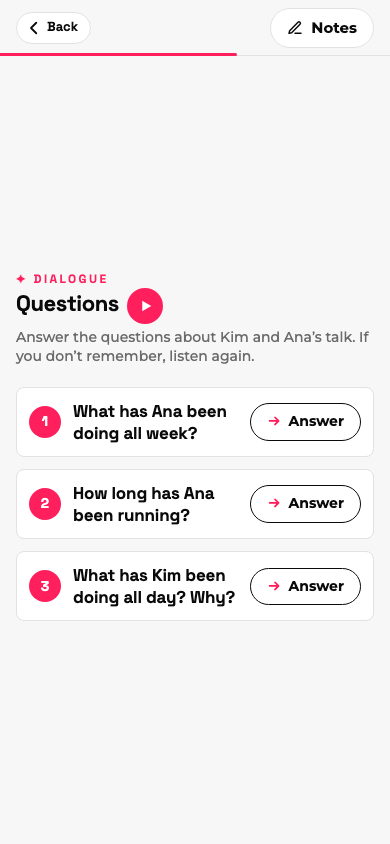 Back
Notes
DIALOGUE
Questions
Answer the questions about Kim and Ana's talk. If
you don't remember, listen again.
1
What has Ana been
doing all week?
Answer
2
How long has Ana
been running?
Answer
3
What has Kim been
doing all day? Why?
Answer